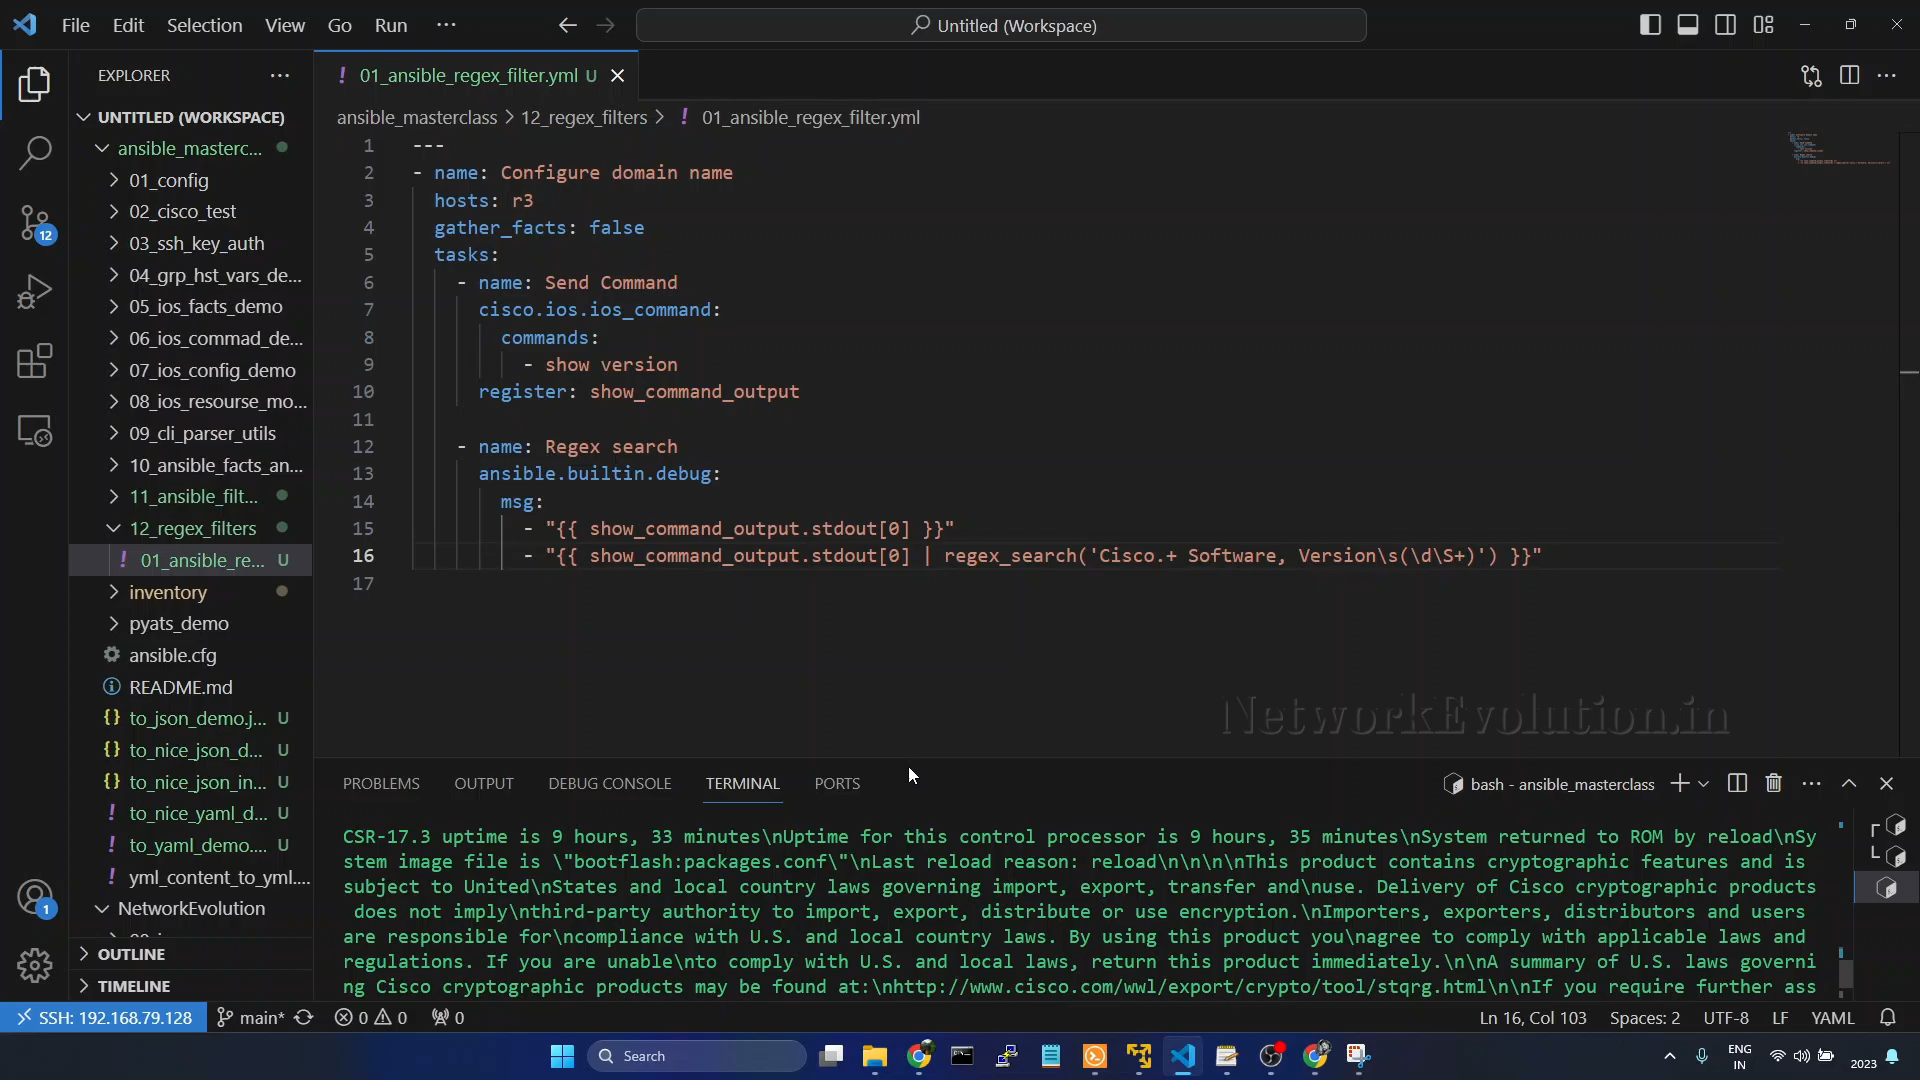 File Edit Selection View Go Run ···
Untitled (Workspace)
EXPLORER ···
UNTITLED (WORKSPACE)
ansible_masterc...
01_config
02_cisco_test
03_ssh_key_auth
04_grp_hst_vars_de...
05_ios_facts_demo
06_ios_commad_de...
07_ios_config_demo
08_ios_resourse_mo...
09_cli_parser_utils
10_ansible_facts_an...
11_ansible_filt...
12_regex_filters
! 01_ansible_re... U
inventory
pyats_demo
ansible.cfg
README.md
{} to_json_demo.j... U
{} to_nice_json_d... U
{} to_nice_json_in... U
! to_nice_yaml_d... U
! to_yaml_demo.... U
! yml_content_to_yml....
NetworkEvolution
OUTLINE
TIMELINE
12
1
! 01_ansible_regex_filter.yml U
ansible_masterclass > 12_regex_filters > ! 01_ansible_regex_filter.yml
1 ---
2 - name: Configure domain name
3 hosts: r3
4 gather_facts: false
5 tasks:
6 - name: Send Command
7 cisco.ios.ios_command:
8 commands:
9 - show version
10 register: show_command_output
11
12 - name: Regex search
13 ansible.builtin.debug:
14 msg:
15 - "{{ show_command_output.stdout[0] }}"
16 - "{{ show_command_output.stdout[0] | regex_search('Cisco.+ Software, Version\s(\d\S+)') }}"
17
NetworkEvolution.in
PROBLEMS OUTPUT DEBUG CONSOLE TERMINAL PORTS
bash - ansible_masterclass
CSR-17.3 uptime is 9 hours, 33 minutes\nUptime for this control processor is 9 hours, 35 minutes\nSystem returned to ROM by reload\nSy
stem image file is \"bootflash:packages.conf\"\nLast reload reason: reload\n\n\n\nThis product contains cryptographic features and is
subject to United\nStates and local country laws governing import, export, transfer and\nuse. Delivery of Cisco cryptographic products
does not imply\nthird-party authority to import, export, distribute or use encryption.\nImporters, exporters, distributors and users
are responsible for\ncompliance with U.S. and local country laws. By using this product you\nagree to comply with applicable laws and
regulations. If you are unable\nto comply with U.S. and local laws, return this product immediately.\n\nA summary of U.S. laws governi
ng Cisco cryptographic products may be found at:\nhttp://www.cisco.com/wwl/export/crypto/tool/stqrg.html\n\nIf you require further ass
SSH: 192.168.79.128 main* 0 0 0
Ln 16, Col 103 Spaces: 2 UTF-8 LF YAML
Search
ENG
IN
2023